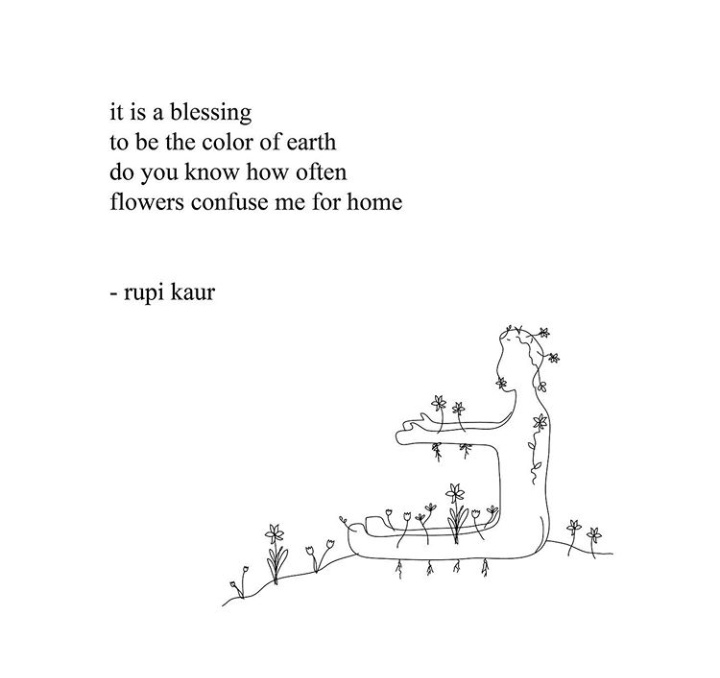 it is a blessing
to be the color of earth
do you know how often
flowers confuse me for home
- rupi kaur